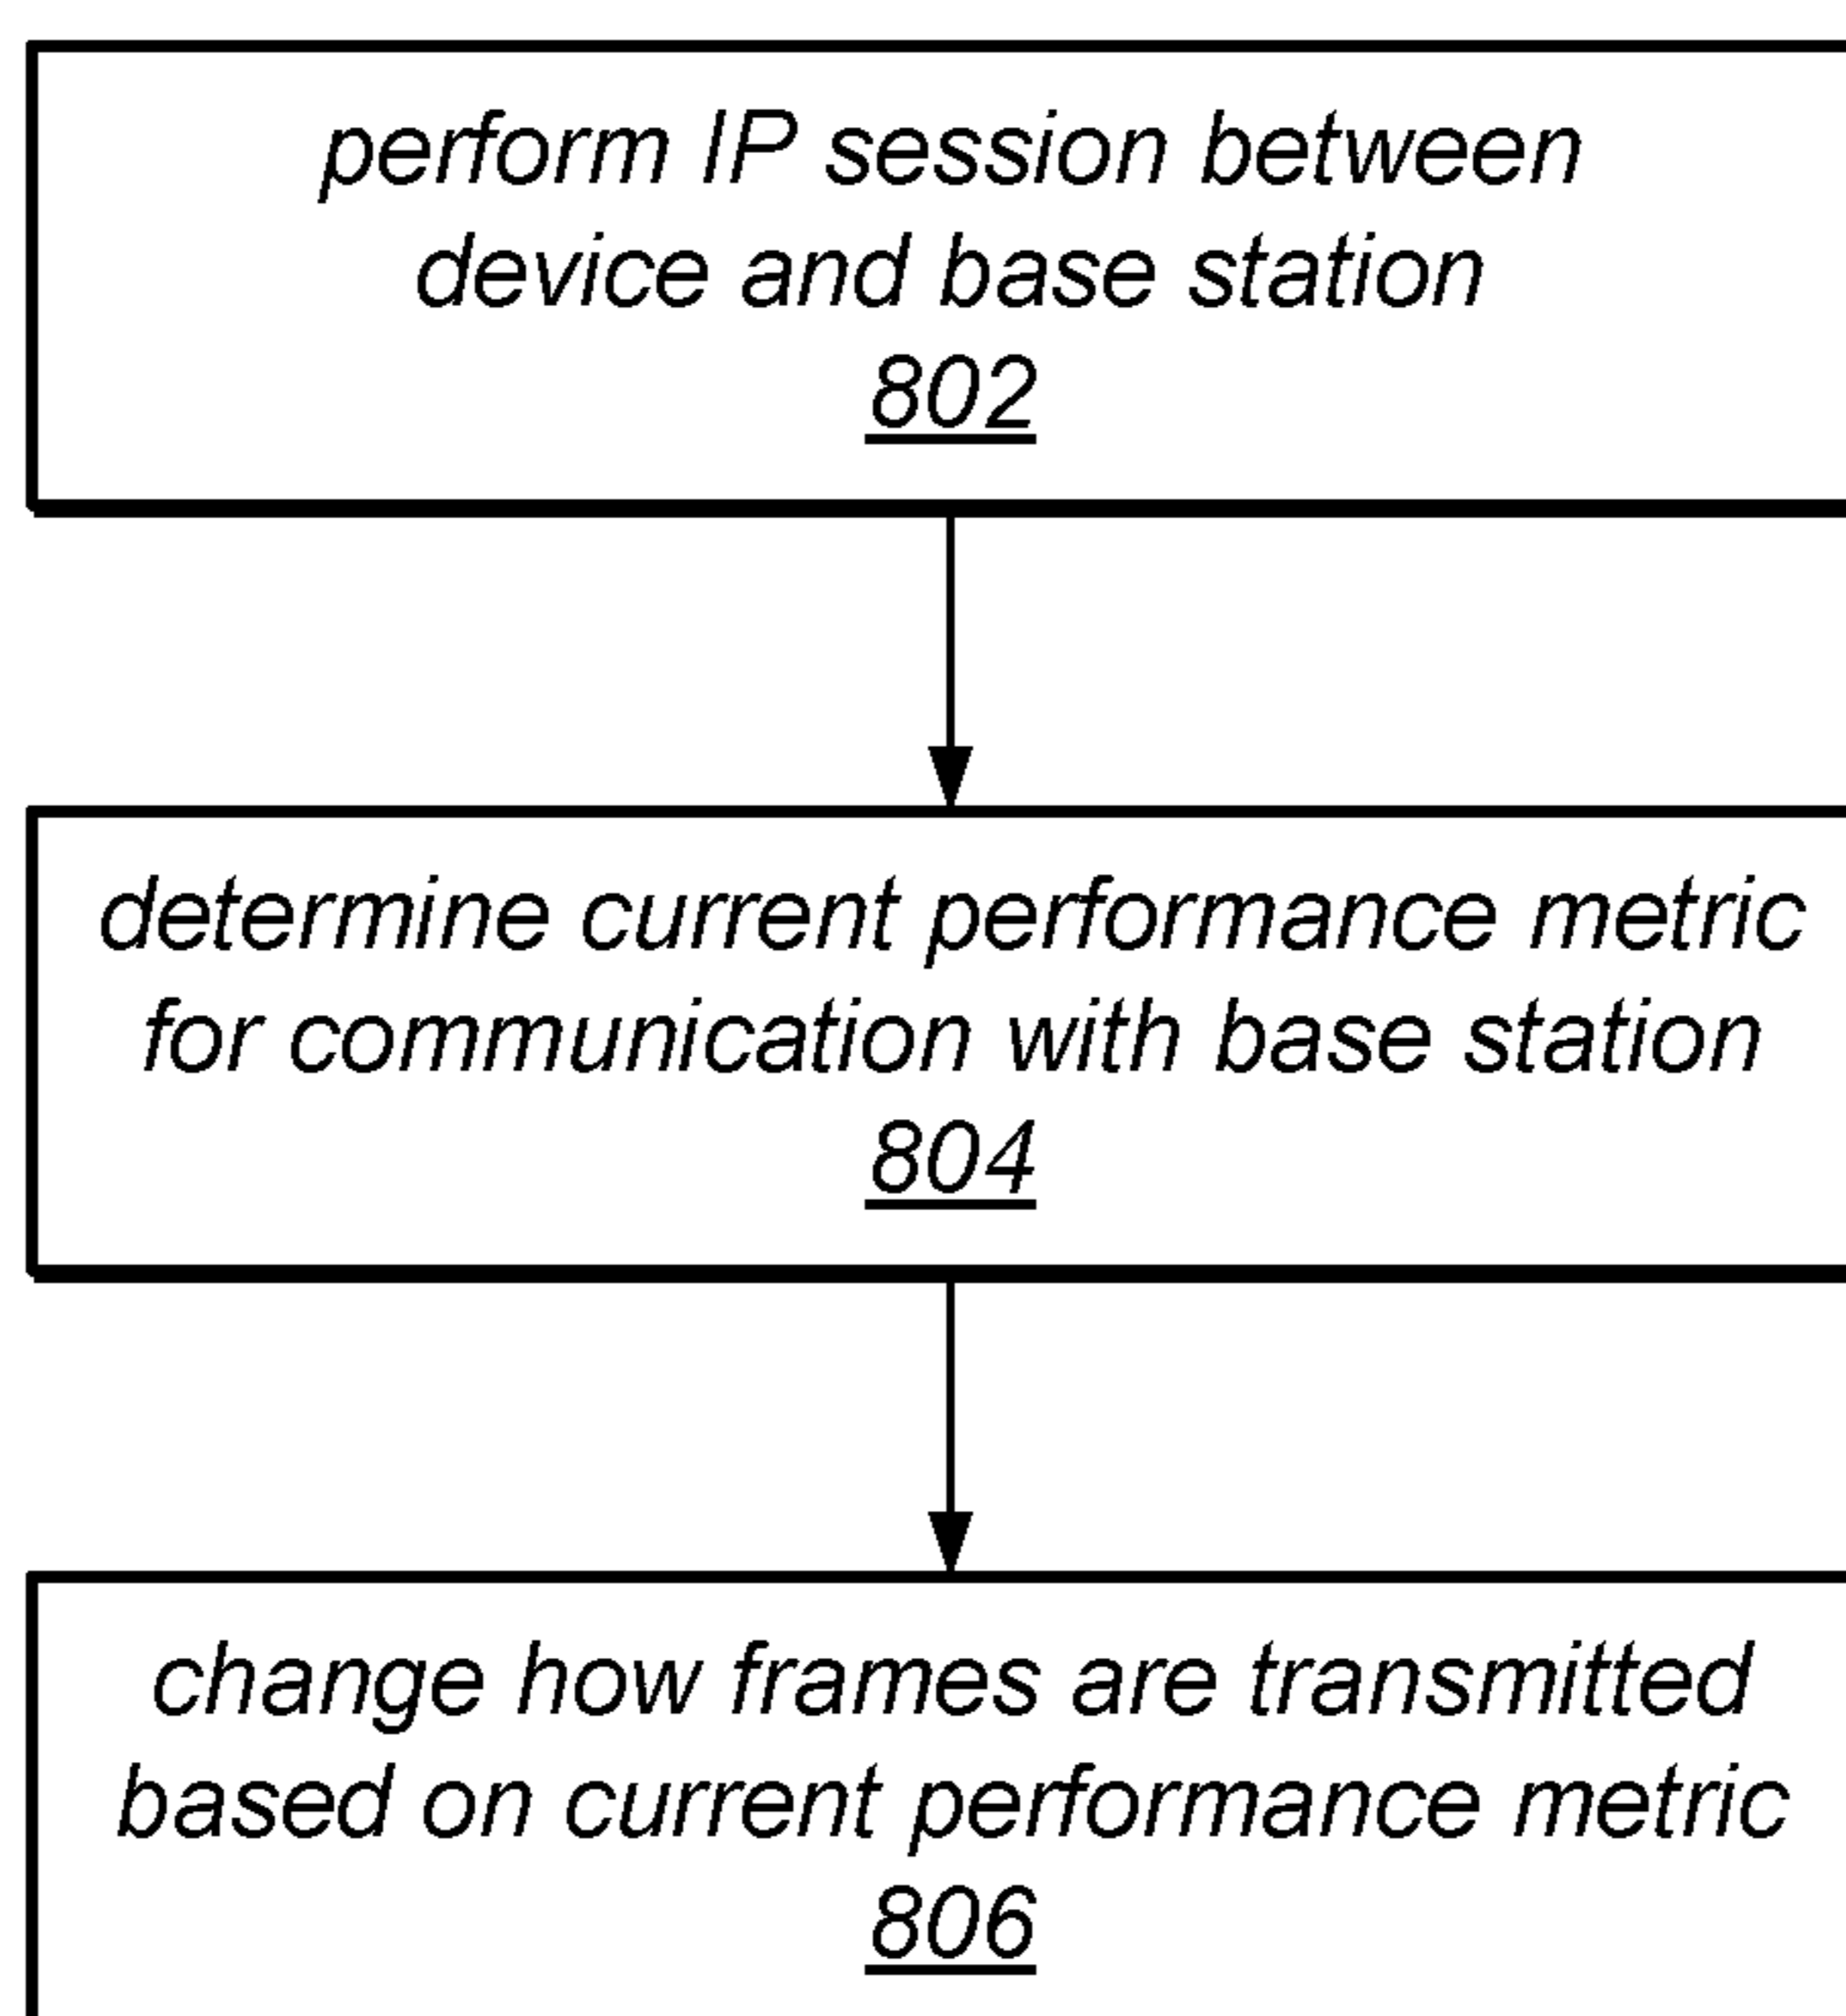 perform IP session between
device and base station
802
determine current performance metric
for communication with base station
804
change how frames are transmitted
based on current performance metric
806